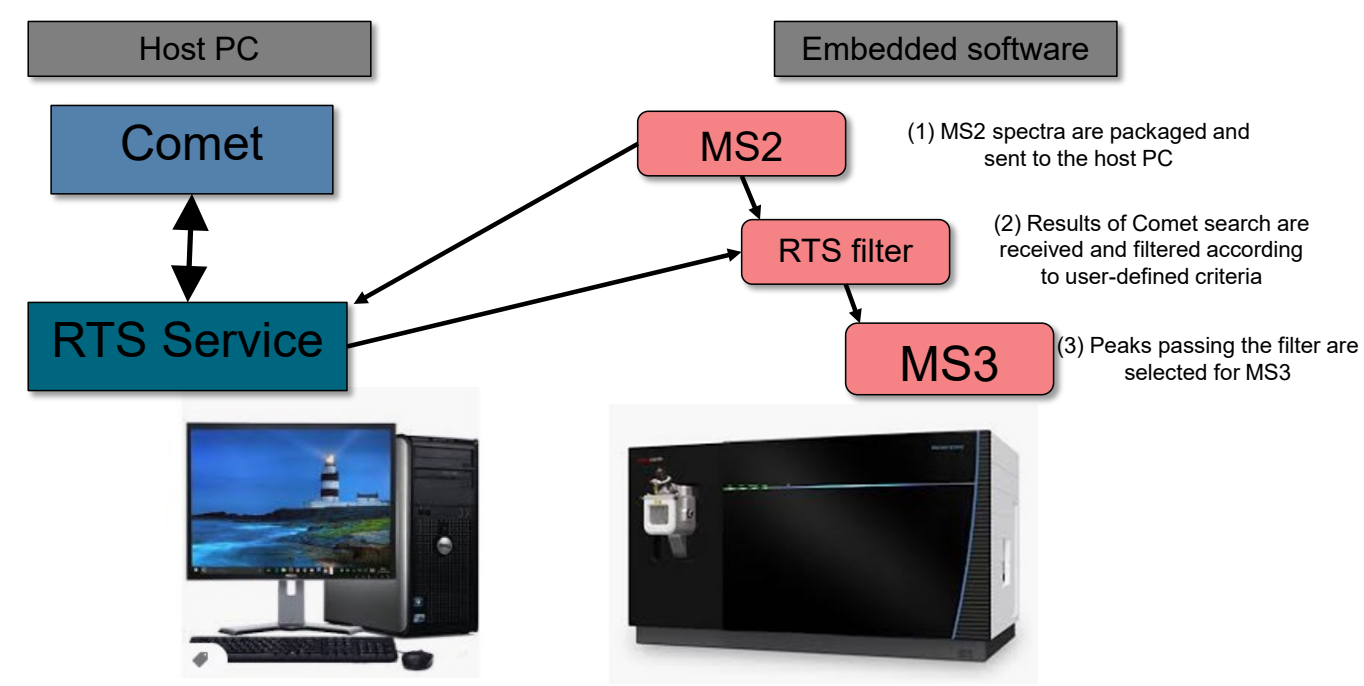 Host PC
Embedded software
Comet
MS2
(1) MS2 spectra are packaged and
sent to the host PC
RTS filter
(2) Results of Comet search are
received and filtered according
to user-defined criteria
RTS Service
MS3
(3) Peaks passing the filter are
selected for MS3